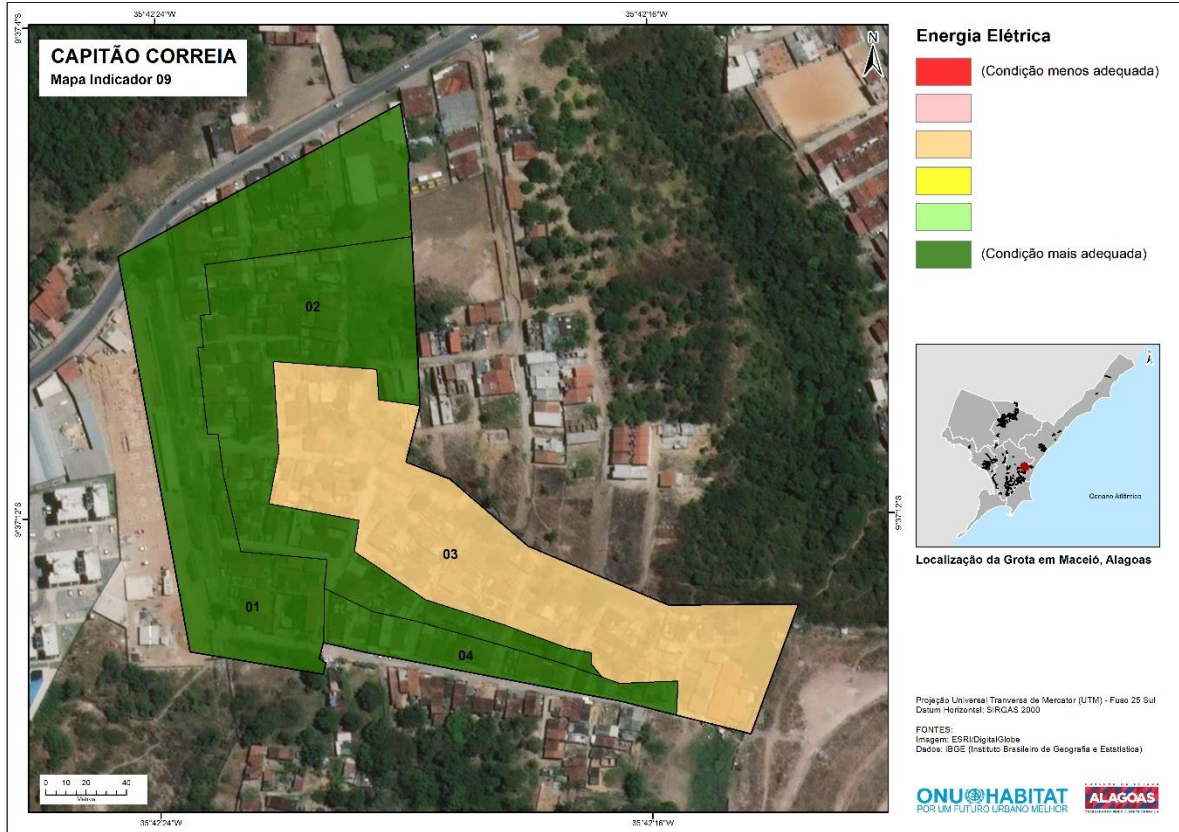 35°42'24"W
35°42'16"W
9°37'4"S
CAPITÃO CORREIA
Mapa Indicador 09
N
Energia Elétrica
(Condição menos adequada)
(Condição mais adequada)
02
03
01
04
9°37'12"S
9°37'12"S
Oceano Atlântico
Localização da Grota em Maceió, Alagoas
Projeção Universal Tranversa de Mercator (UTM) - Fuso 25 Sul
Datum Horizontal: SIRGAS 2000
FONTES:
Imagem: ESRI/DigitalGlobe
Dados: IBGE (Instituto Brasileiro de Geografia e Estatística)
0 10 20 40
Metros
35°42'24"W
35°42'16"W
ONU HABITAT
POR UM FUTURO URBANO MELHOR
ALAGOAS